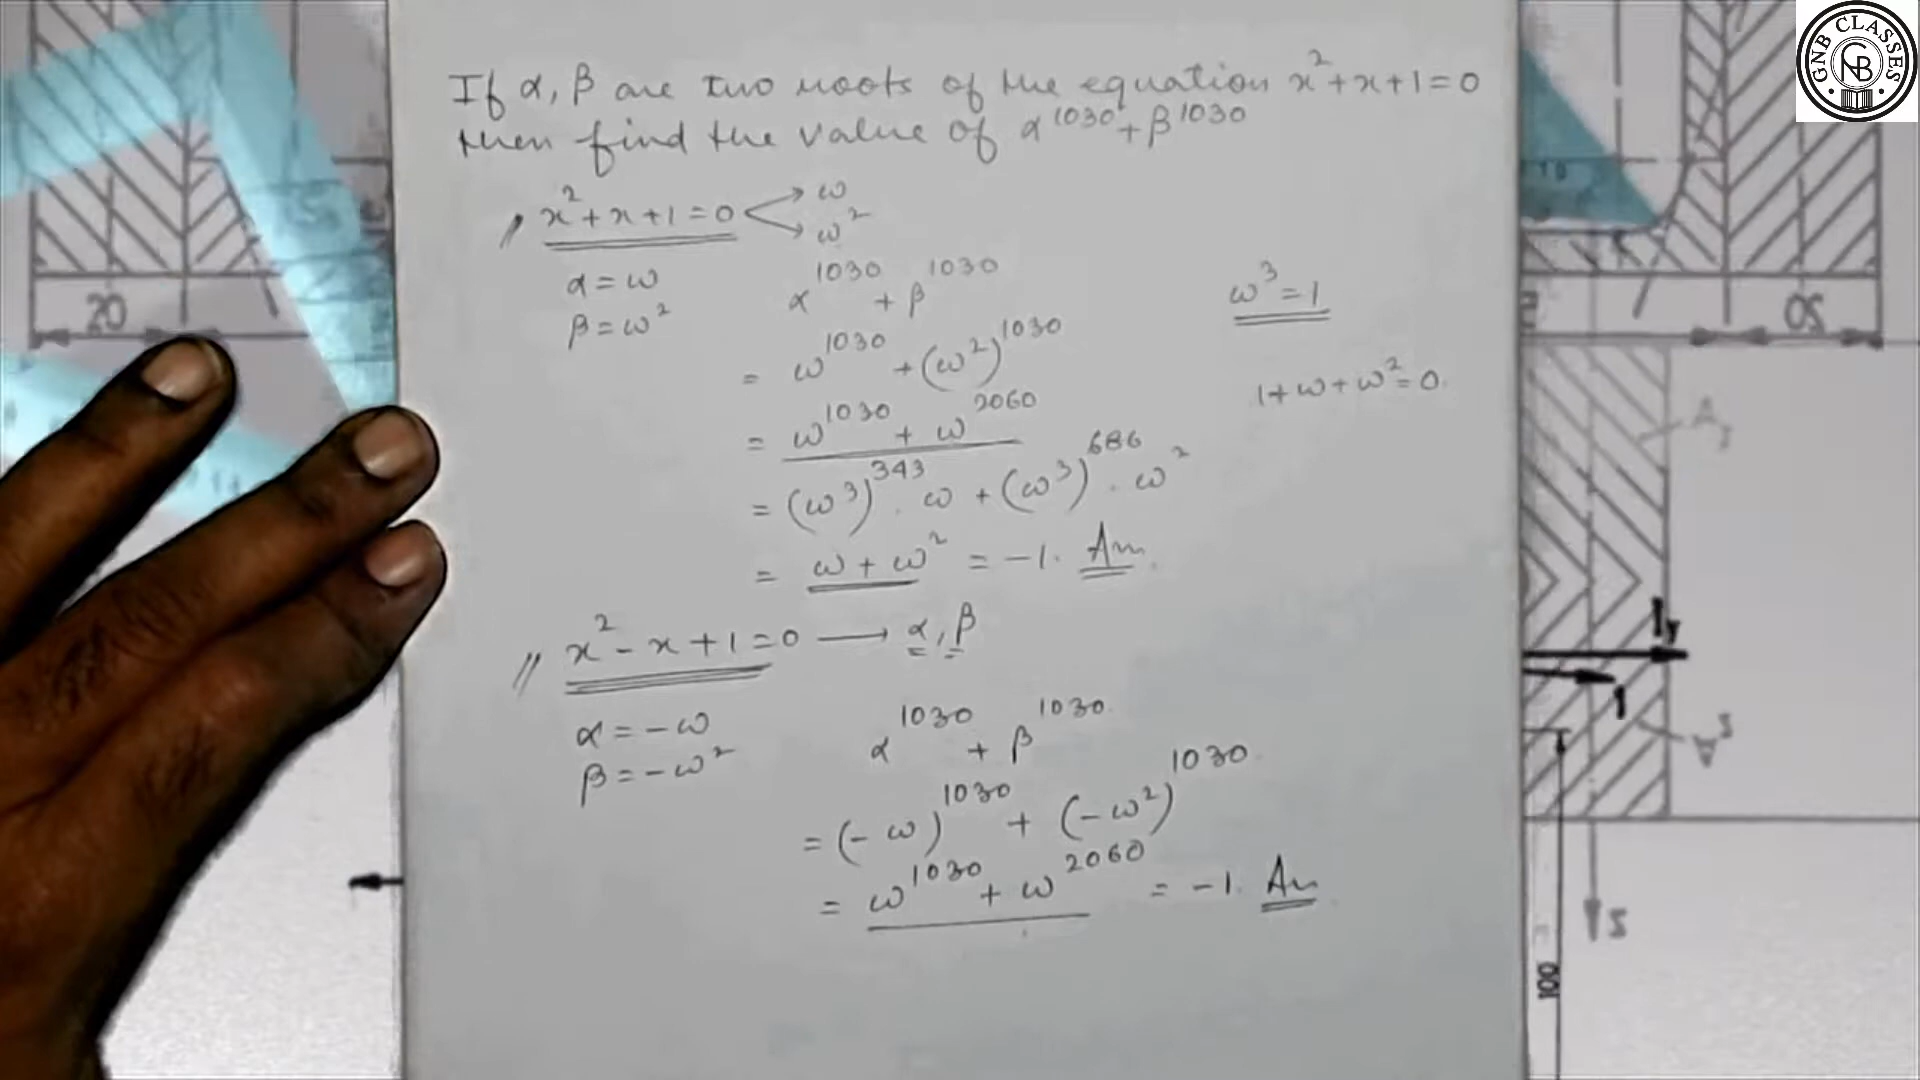 If α, β are two roots of the equation x²+x+1=0
then find the value of α¹⁰³⁰+β¹⁰³⁰
// x²+x+1=0 → ω
→ ω²
α=ω
β=ω²
α¹⁰³⁰+β¹⁰³⁰
= ω¹⁰³⁰+(ω²)¹⁰³⁰
= ω¹⁰³⁰+ω²⁰⁶⁰
= (ω³)³⁴³.ω+(ω³)⁶⁸⁶.ω²
= ω+ω² = -1. Ans.
ω³=1
1+ω+ω²=0.
// x²-x+1=0 → α, β
α=-ω
β=-ω²
α¹⁰³⁰+β¹⁰³⁰
=(-ω)¹⁰³⁰+(-ω²)¹⁰³⁰
= ω¹⁰³⁰+ω²⁰⁶⁰ = -1. Ans
GNB CLASSES
GNB
20
20
100